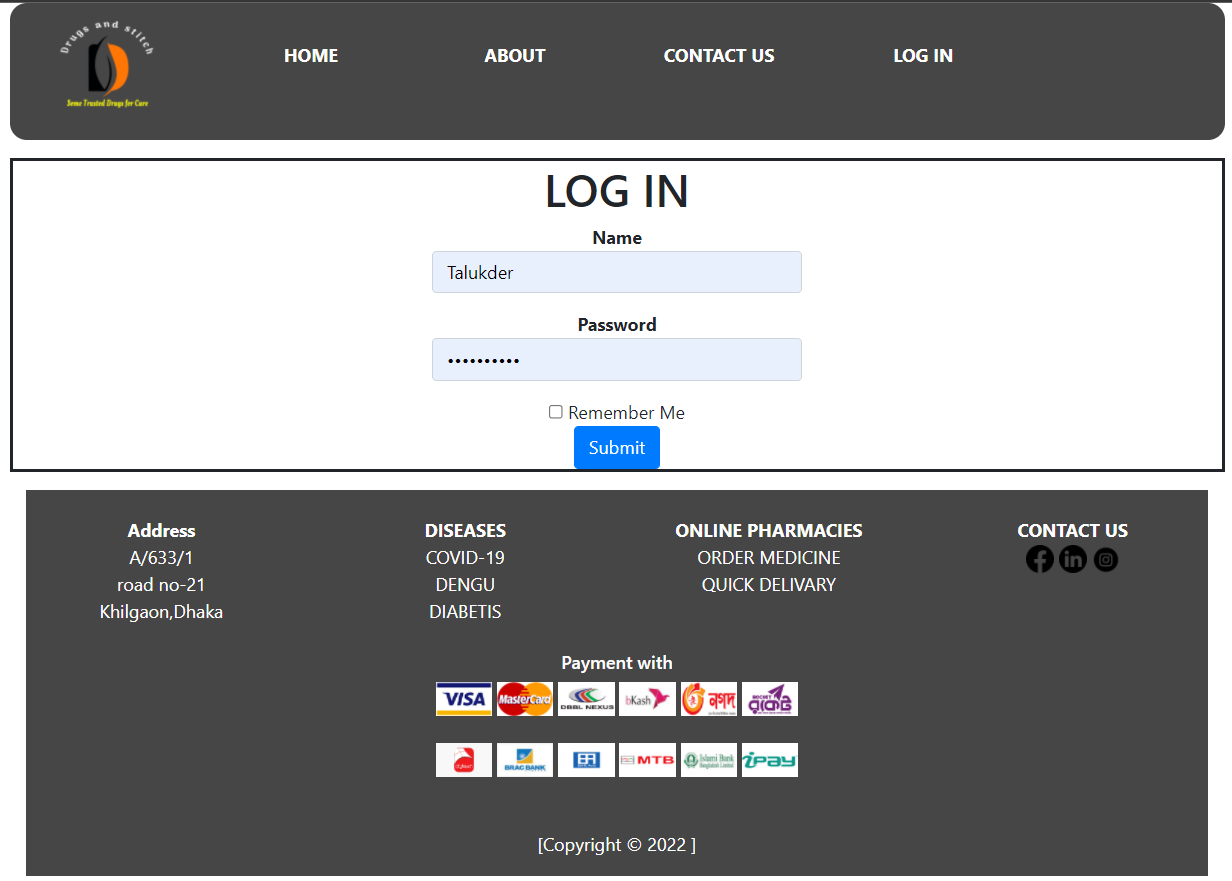 Drugs and stitch
Some Trusted Drugs for Care
HOME ABOUT CONTACT US LOG IN
LOG IN
Name
Talukder
Password
••••••••••
Remember Me
Submit
Address
A/633/1
road no-21
Khilgaon,Dhaka
DISEASES
COVID-19
DENGU
DIABETIS
ONLINE PHARMACIES
ORDER MEDICINE
QUICK DELIVARY
CONTACT US
f in
Payment with
VISA MasterCard DBBL NEXUS bKash নগদ রকেট
BRAC BANK MTB Islami Bank iPay
[Copyright © 2022 ]